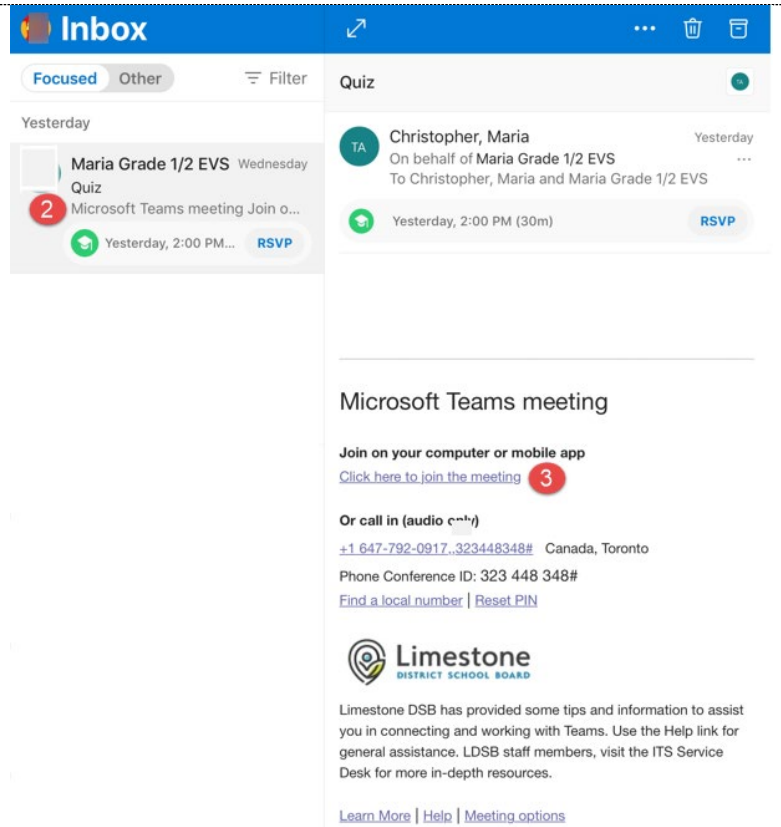 Inbox
Focused Other Filter
Yesterday
Maria Grade 1/2 EVS Wednesday
Quiz
2 Microsoft Teams meeting Join o...
Yesterday, 2:00 PM... RSVP
Quiz
TA
TA Christopher, Maria Yesterday
On behalf of Maria Grade 1/2 EVS ...
To Christopher, Maria and Maria Grade 1/2 EVS
Yesterday, 2:00 PM (30m) RSVP
Microsoft Teams meeting
Join on your computer or mobile app
Click here to join the meeting 3
Or call in (audio only)
+1 647-792-0917,,323448348# Canada, Toronto
Phone Conference ID: 323 448 348#
Find a local number | Reset PIN
Limestone
DISTRICT SCHOOL BOARD
Limestone DSB has provided some tips and information to assist
you in connecting and working with Teams. Use the Help link for
general assistance. LDSB staff members, visit the ITS Service
Desk for more in-depth resources.
Learn More | Help | Meeting options